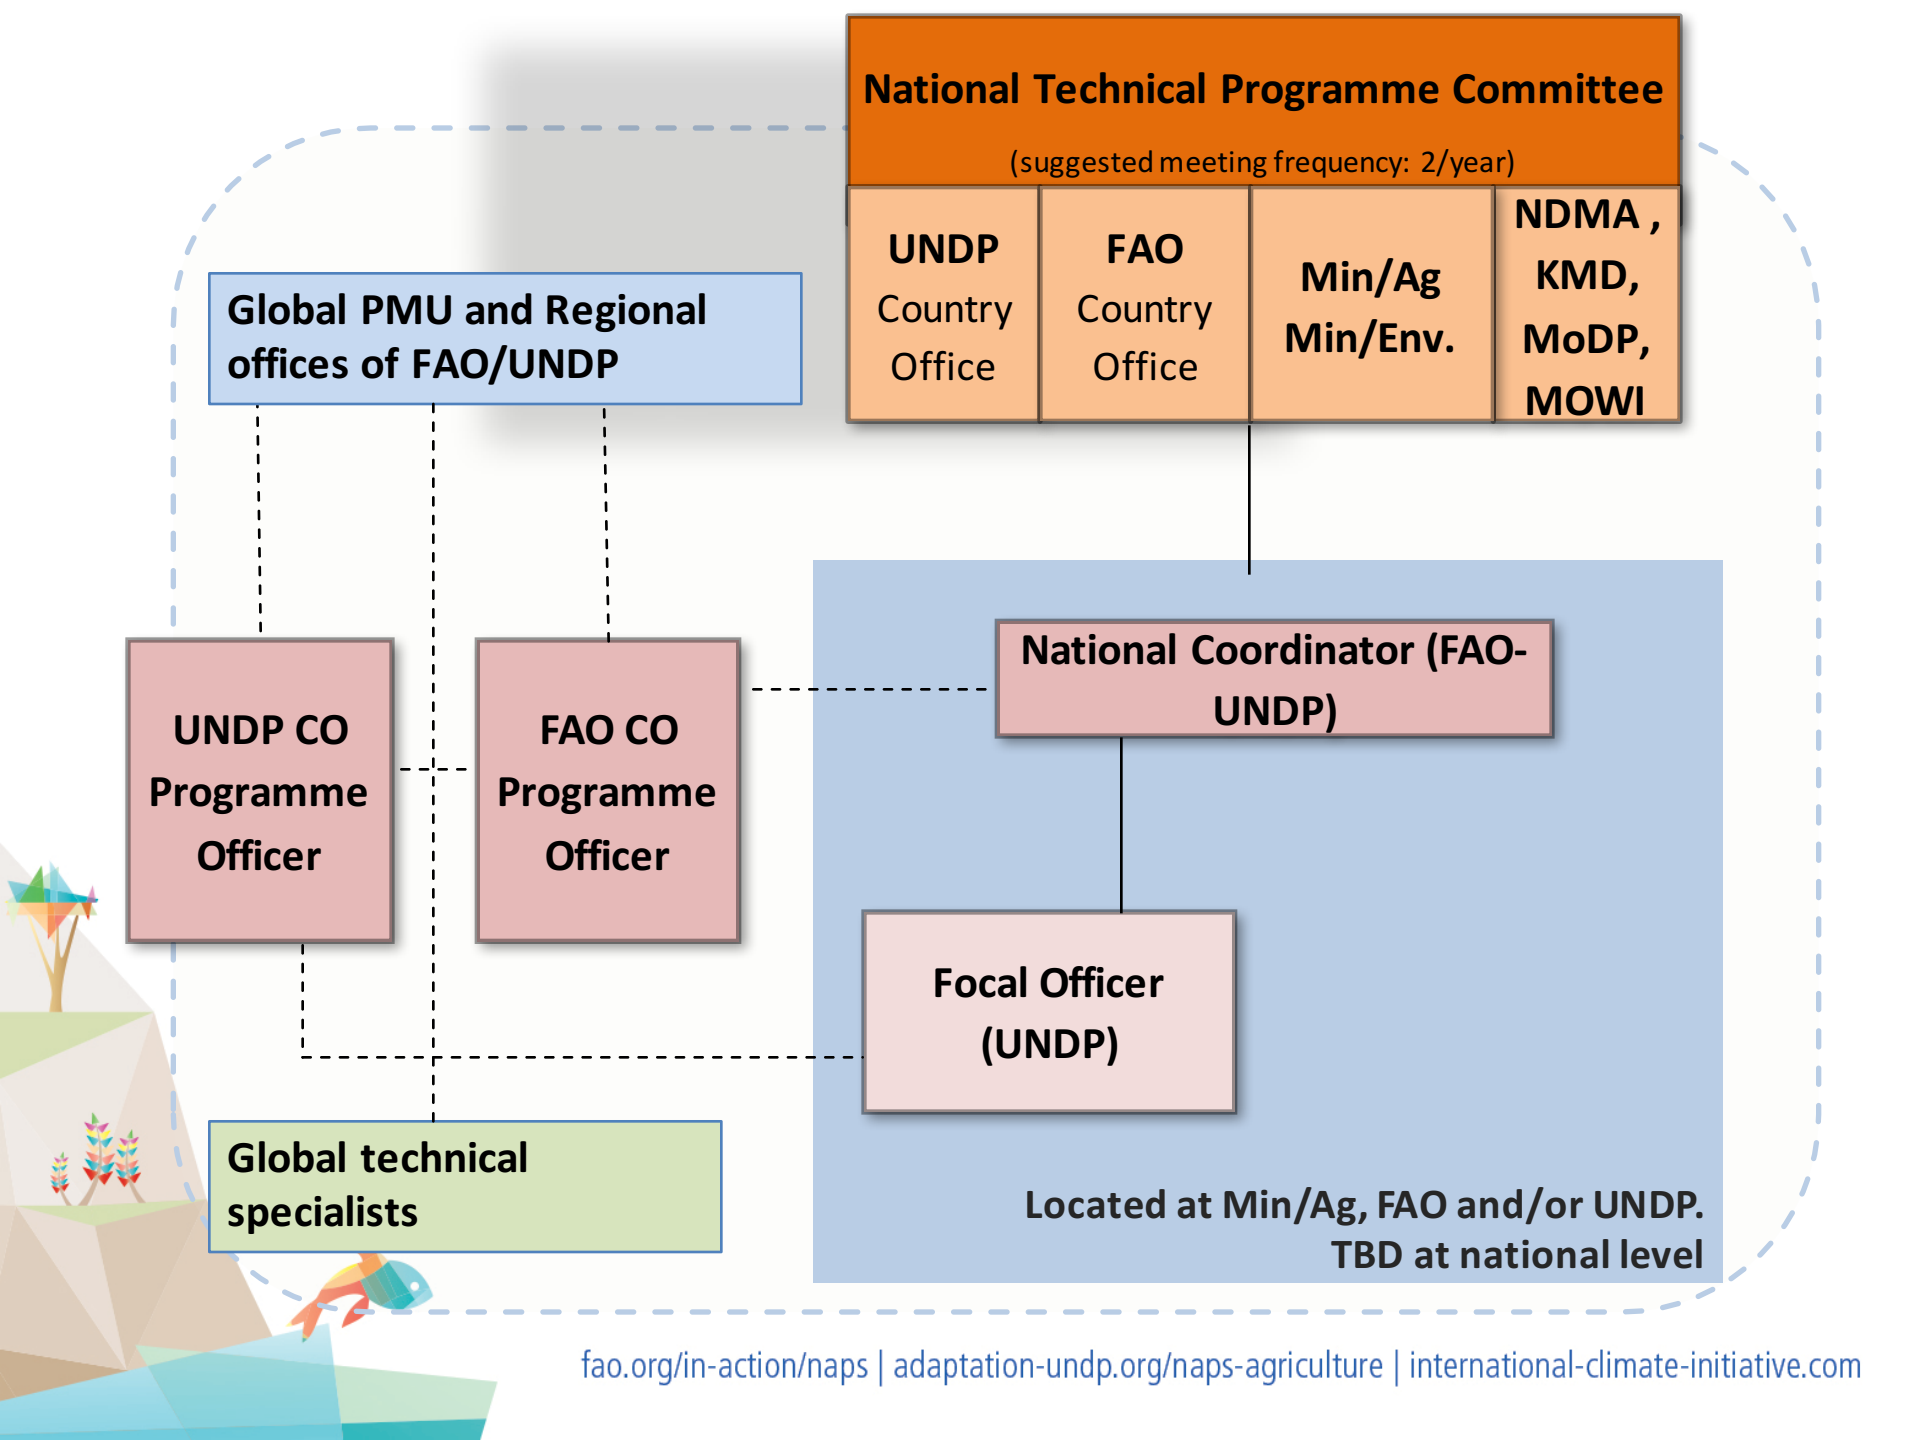 National Technical Programme Committee
(suggested meeting frequency: 2/year)
UNDP
Country
Office
FAO
Country
Office
Min/Ag
Min/Env.
NDMA ,
KMD,
MoDP,
MOWI
Global PMU and Regional
offices of FAO/UNDP
UNDP CO
Programme
Officer
FAO CO
Programme
Officer
National Coordinator (FAO-
UNDP)
Focal Officer
(UNDP)
Global technical
specialists
Located at Min/Ag, FAO and/or UNDP.
TBD at national level
fao.org/in-action/naps | adaptation-undp.org/naps-agriculture | international-climate-initiative.com